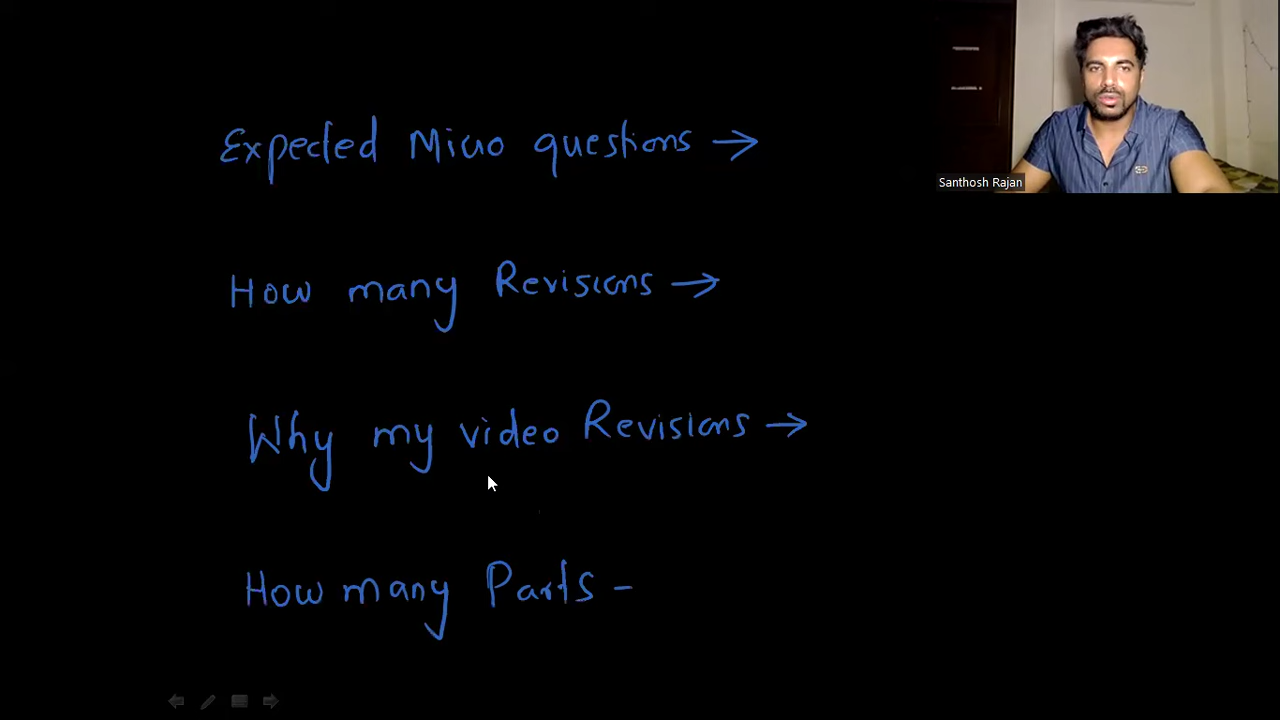 Expected Micro questions →
How many Revisions →
Why my video Revisions →
How many Parts -
Santhosh Rajan